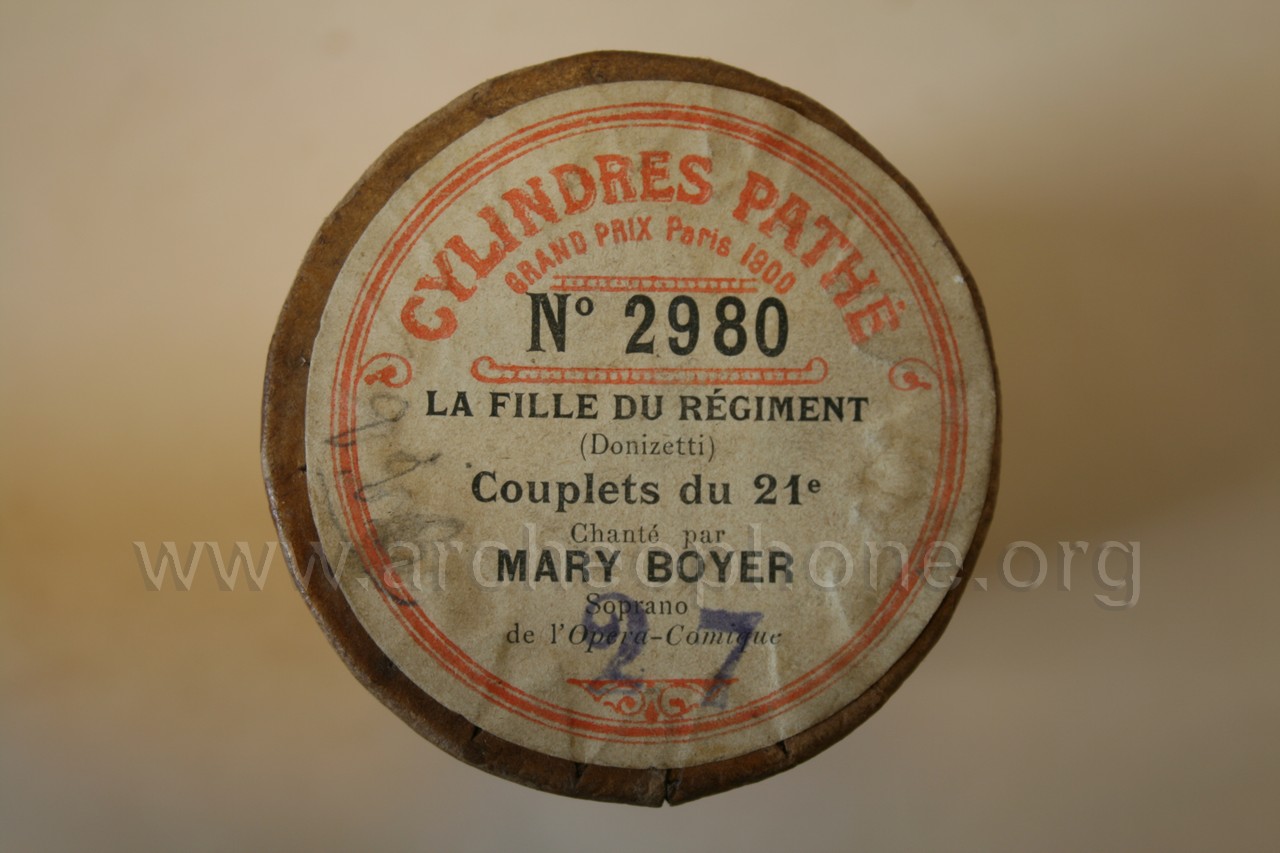 CYLINDRES PATHÉ
GRAND PRIX Paris 1900
Nº 2980
LA FILLE DU RÉGIMENT
(Donizetti)
Couplets du 21e
Chanté par
MARY BOYER
Soprano
de l'Opéra-Comique
27
www.archeophone.org